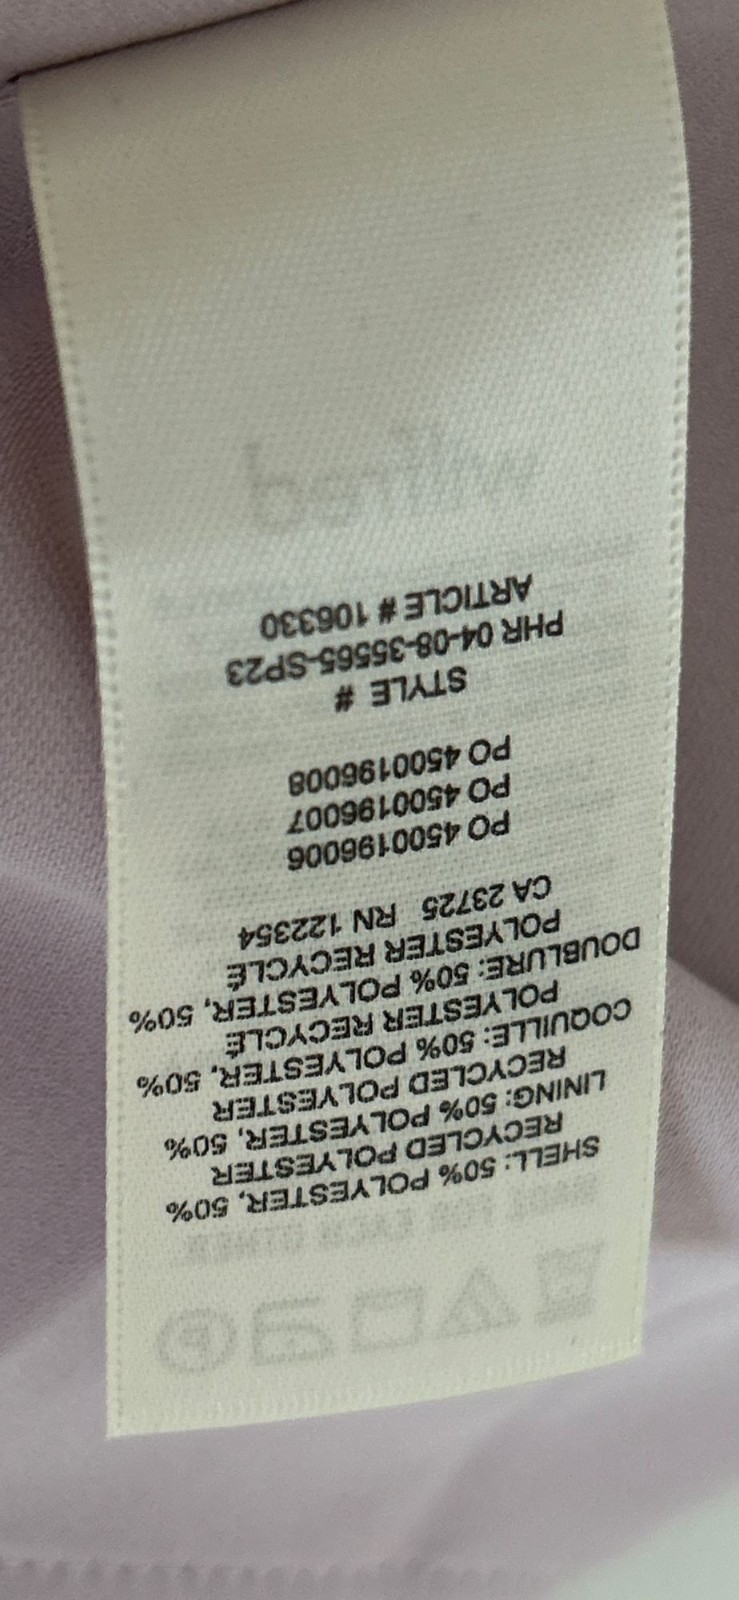 SHELL: 50% POLYESTER, 50%
RECYCLED POLYESTER
LINING: 50% POLYESTER, 50%
RECYCLED POLYESTER
COQUILLE: 50% POLYESTER, 50%
POLYESTER RECYCLÉ
DOUBLURE: 50% POLYESTER, 50%
POLYESTER RECYCLÉ
CA 23725 RN 122354
PO 4500196006
PO 4500196007
PO 4500196008
STYLE #
PHR 04-08-35565-SP23
ARTICLE # 106330
wilfred